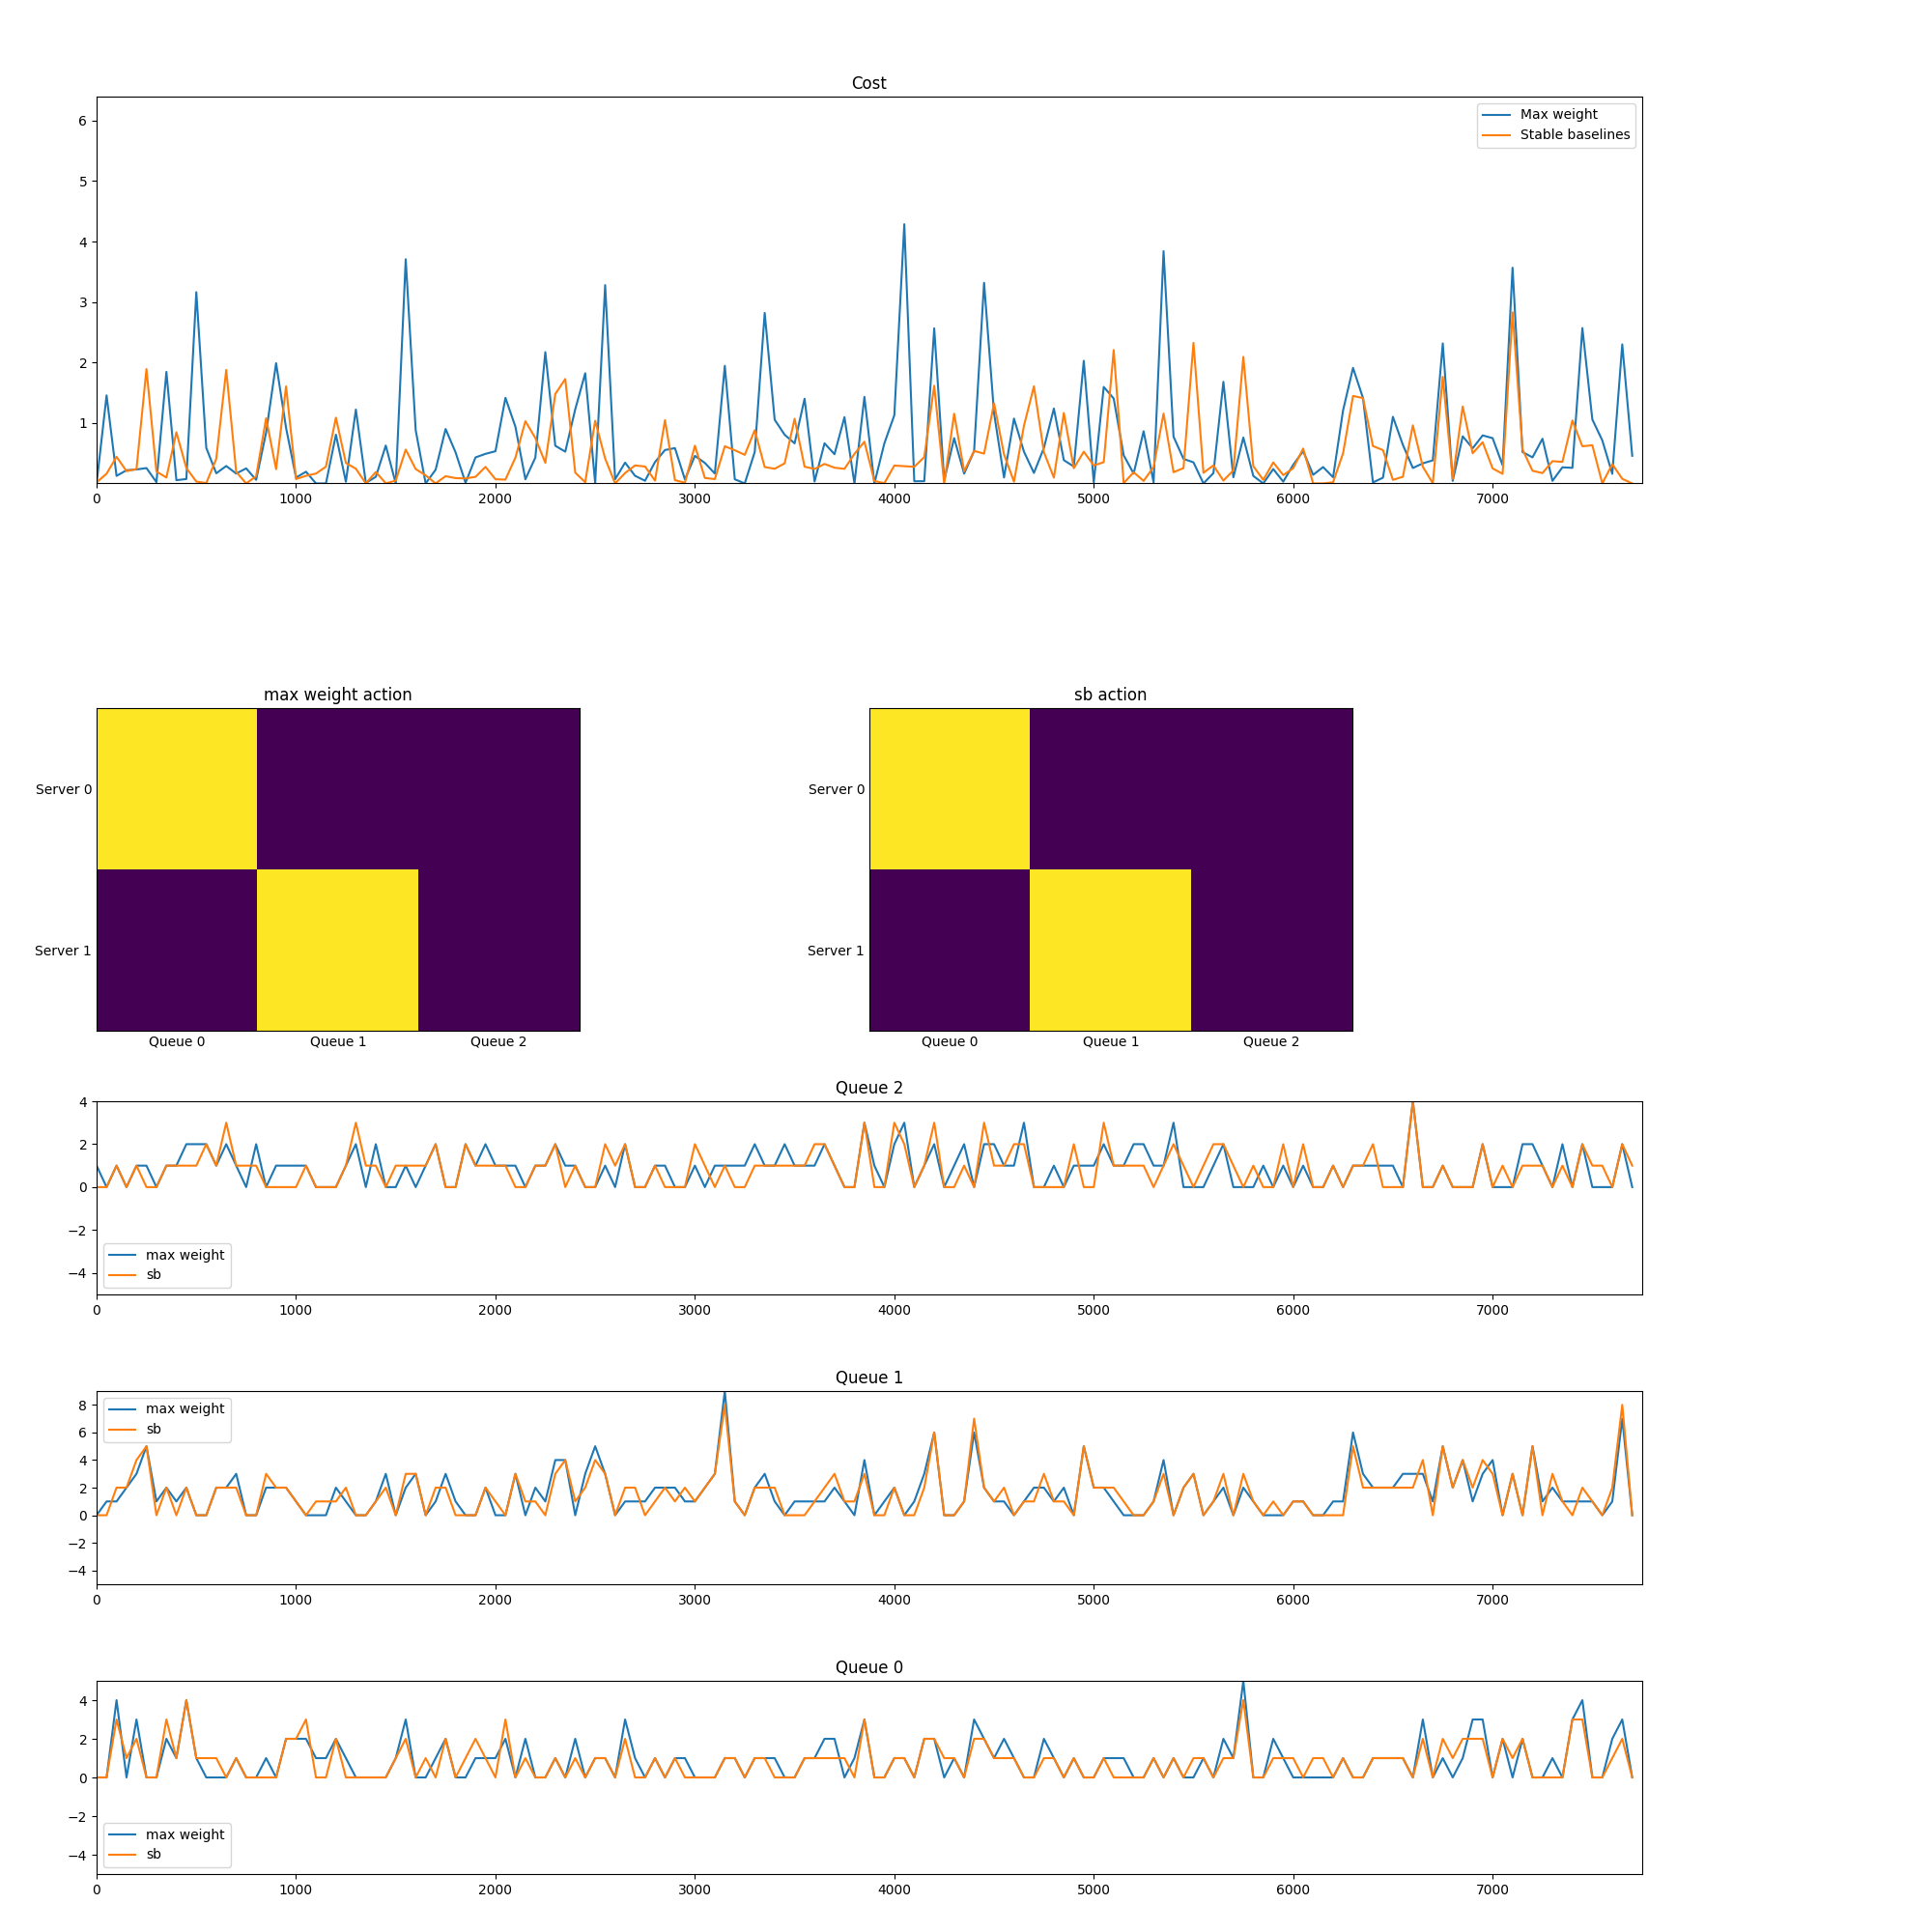 Cost
6
5
4
3
2
1
Max weight
Stable baselines
0 1000 2000 3000 4000 5000 6000 7000
max weight action
Server 0
Server 1
Queue 0 Queue 1 Queue 2
sb action
Server 0
Server 1
Queue 0 Queue 1 Queue 2
Queue 2
4
2
0
−2
−4
max weight
sb
0 1000 2000 3000 4000 5000 6000 7000
Queue 1
8
6
4
2
0
−2
−4
max weight
sb
0 1000 2000 3000 4000 5000 6000 7000
Queue 0
4
2
0
−2
−4
max weight
sb
0 1000 2000 3000 4000 5000 6000 7000